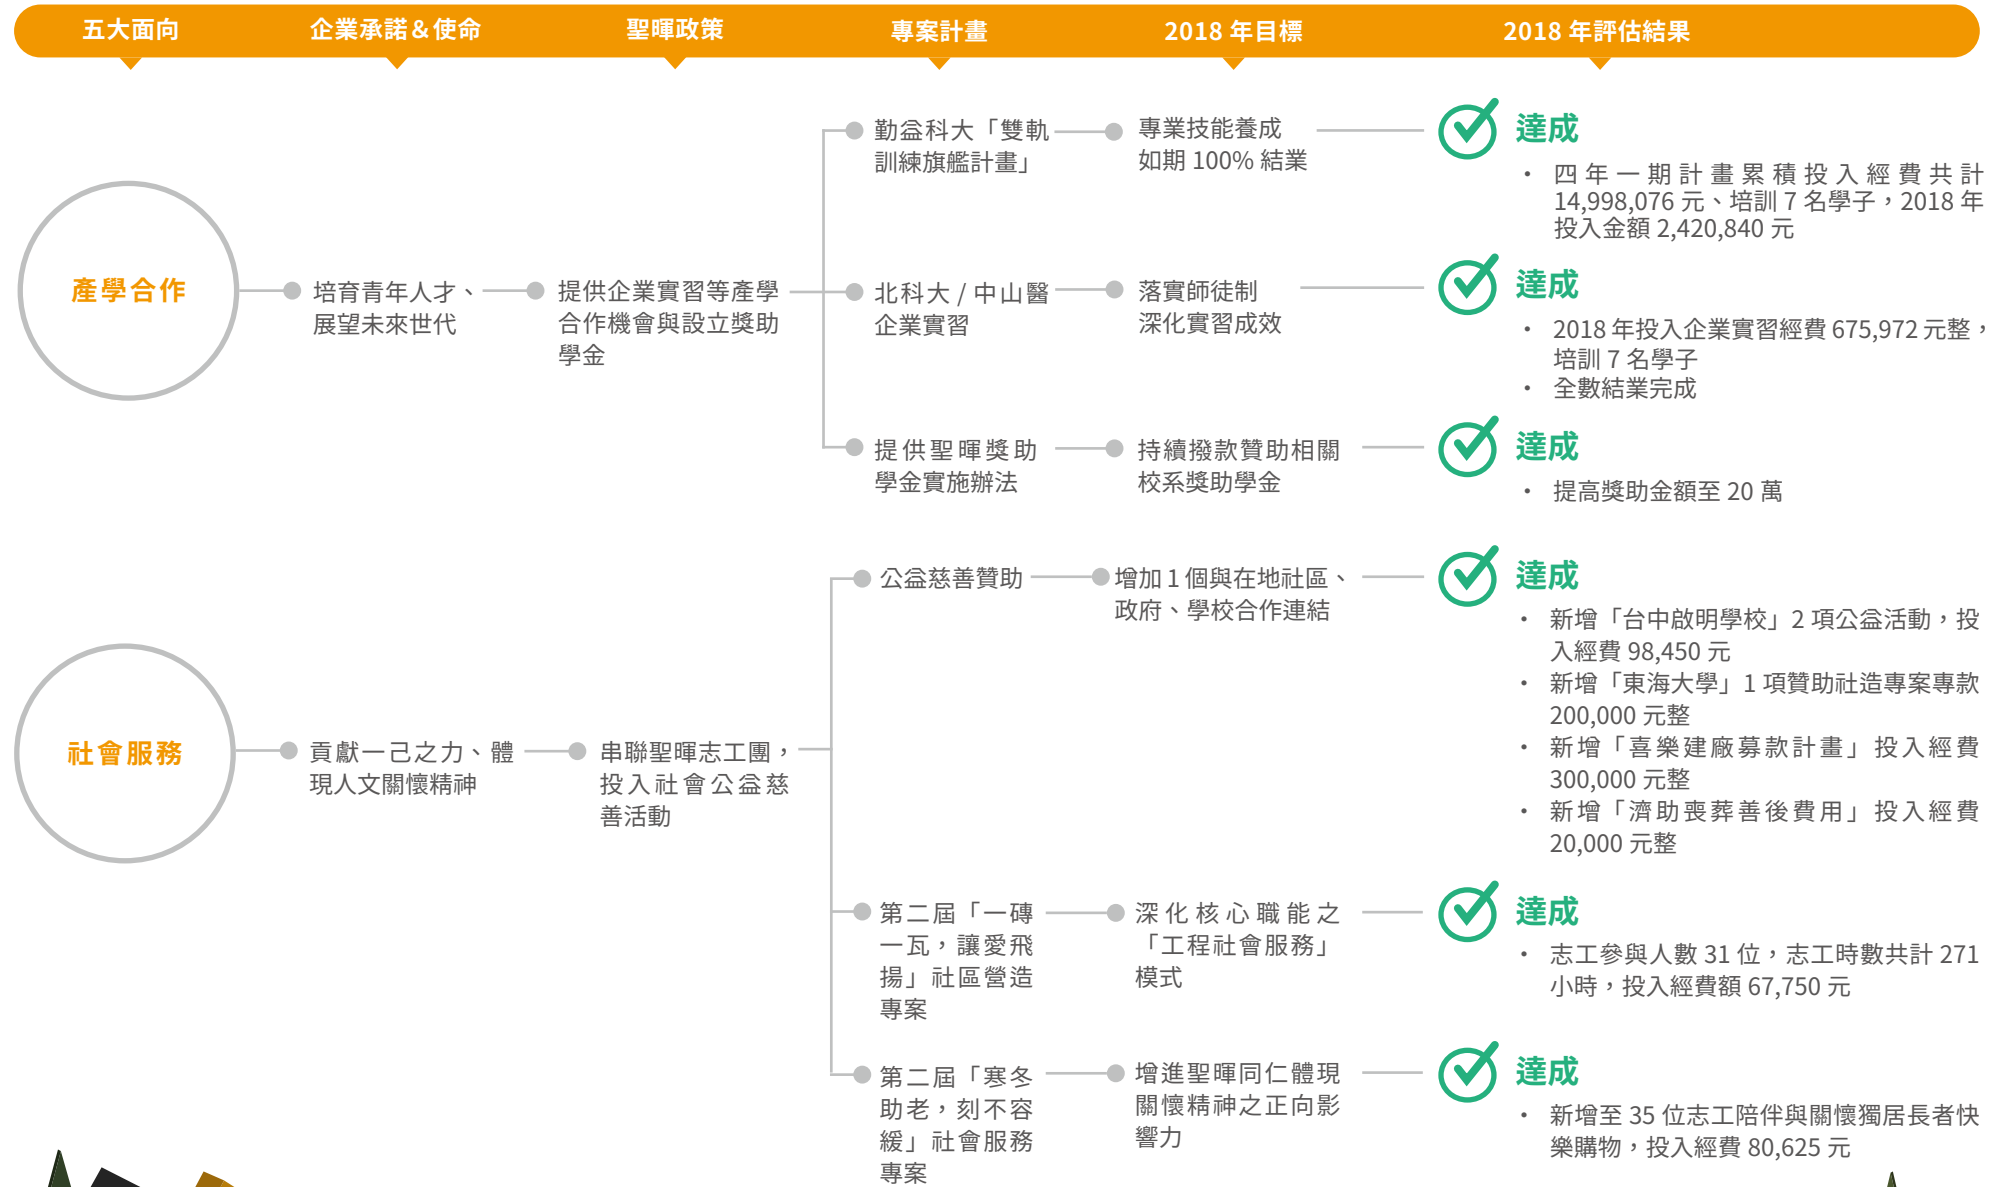 五大面向
企業承諾＆使命
聖暉政策
專案計畫
2018 年目標
2018 年評估結果
產學合作
培育青年人才、
展望未來世代
提供企業實習等產學
合作機會與設立獎助
學金
勤益科大「雙軌
訓練旗艦計畫」
專業技能養成
如期 100% 結業
達成
・ 四年一期計畫累積投入經費共計
14,998,076 元、培訓 7 名學子，2018 年
投入金額 2,420,840 元
北科大 / 中山醫
企業實習
落實師徒制
深化實習成效
達成
・ 2018 年投入企業實習經費 675,972 元整，
培訓 7 名學子
・ 全數結業完成
提供聖暉獎助
學金實施辦法
持續撥款贊助相關
校系獎助學金
達成
・ 提高獎助金額至 20 萬
社會服務
貢獻一己之力、體
現人文關懷精神
串聯聖暉志工團，
投入社會公益慈
善活動
公益慈善贊助
增加 1 個與在地社區、
政府、學校合作連結
達成
・ 新增「台中啟明學校」2 項公益活動，投
入經費 98,450 元
・ 新增「東海大學」1 項贊助社造專案專款
200,000 元整
・ 新增「喜樂建廠募款計畫」投入經費
300,000 元整
・ 新增「濟助喪葬善後費用」投入經費
20,000 元整
第二屆「一磚
一瓦，讓愛飛
揚」社區營造
專案
深化核心職能之
「工程社會服務」
模式
達成
・ 志工參與人數 31 位，志工時數共計 271
小時，投入經費額 67,750 元
第二屆「寒冬
助老，刻不容
緩」社會服務
專案
增進聖暉同仁體現
關懷精神之正向影
響力
達成
・ 新增至 35 位志工陪伴與關懷獨居長者快
樂購物，投入經費 80,625 元